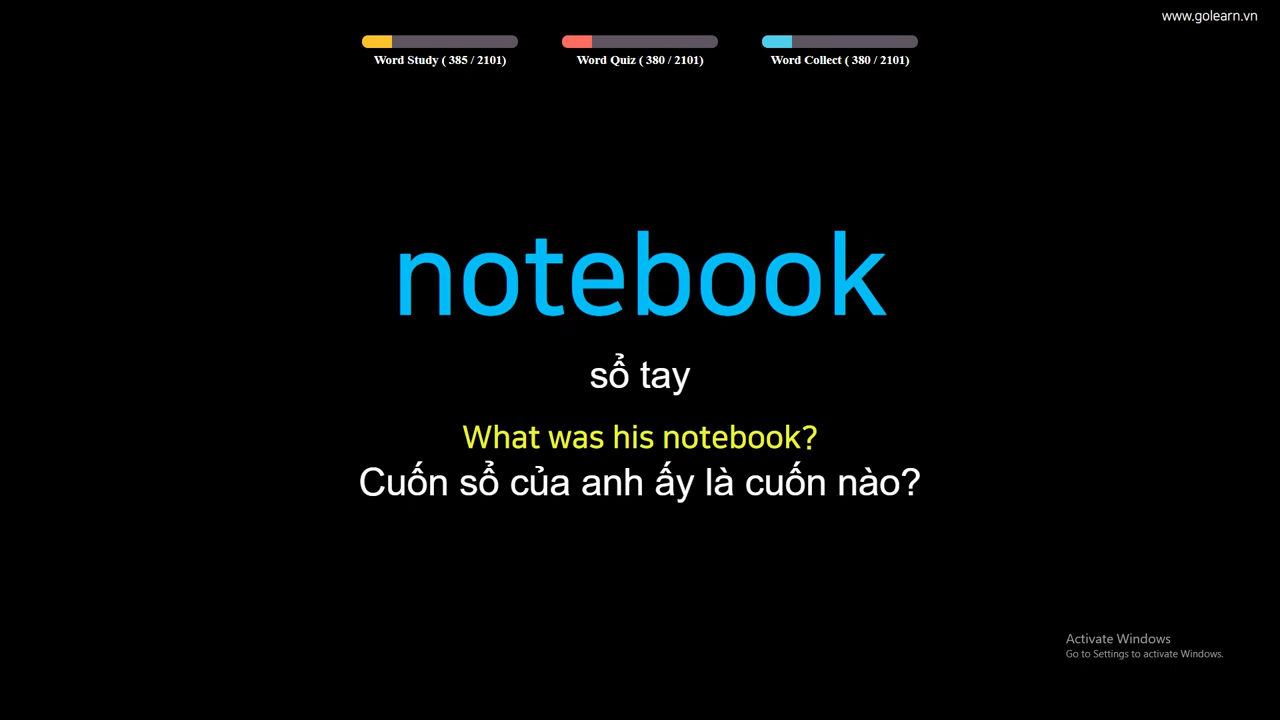 www.golearn.vn
Word Study ( 385 / 2101) Word Quiz ( 380 / 2101) Word Collect ( 380 / 2101)
notebook
sổ tay
What was his notebook?
Cuốn sổ của anh ấy là cuốn nào?
Activate Windows
Go to Settings to activate Windows.